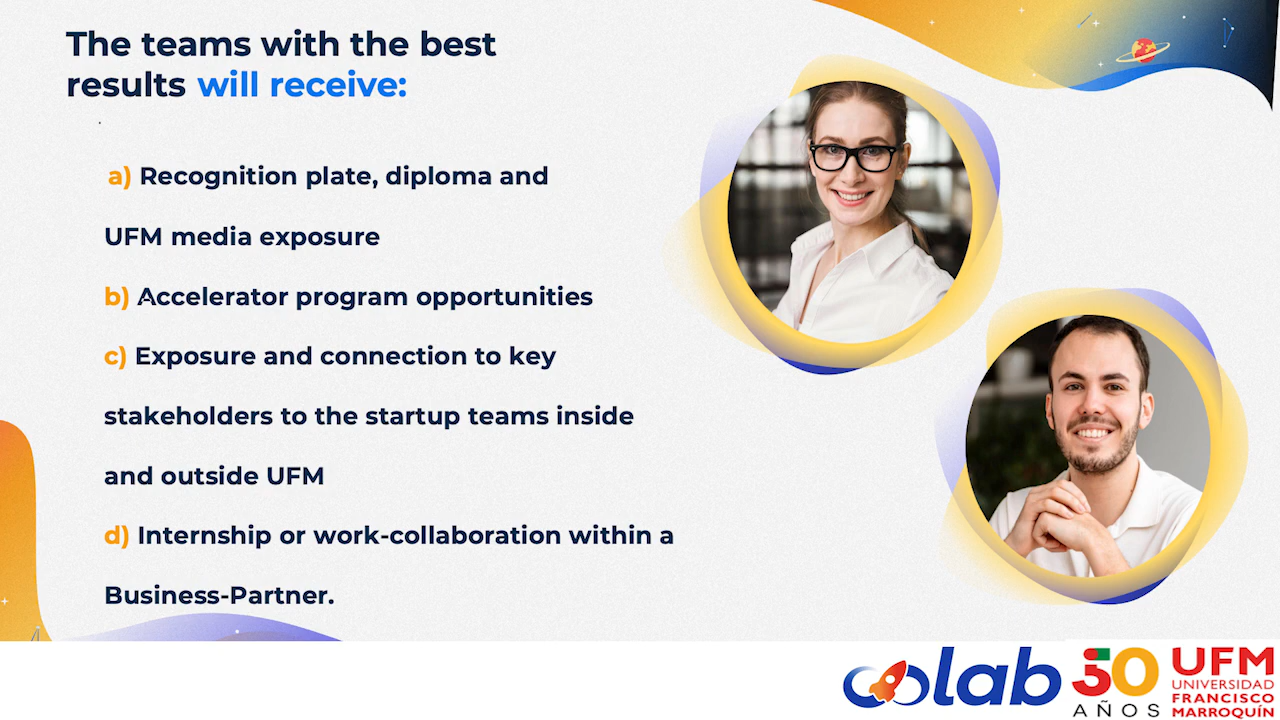 The teams with the best
results will receive:
a) Recognition plate, diploma and
UFM media exposure
b) Accelerator program opportunities
c) Exposure and connection to key
stakeholders to the startup teams inside
and outside UFM
d) Internship or work-collaboration within a
Business-Partner.
colab
50
AÑOS
UFM
UNIVERSIDAD
FRANCISCO
MARROQUÍN